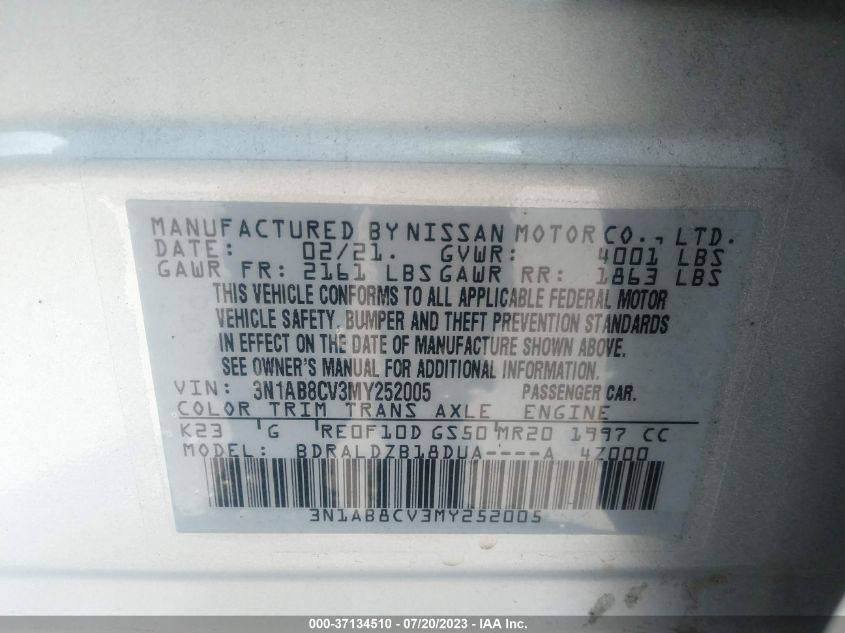 MANUFACTURED BY NISSAN MOTOR CO., LTD.
DATE: 02/21. GVWR: 4001 LBS
GAWR FR: 2161 LBS GAWR RR: 1863 LBS
THIS VEHICLE CONFORMS TO ALL APPLICABLE FEDERAL MOTOR
VEHICLE SAFETY, BUMPER AND THEFT PREVENTION STANDARDS
IN EFFECT ON THE DATE OF MANUFACTURE SHOWN ABOVE.
SEE OWNER'S MANUAL FOR ADDITIONAL INFORMATION.
VIN: 3N1AB8CV3MY252005 PASSENGER CAR.
COLOR TRIM TRANS AXLE ENGINE
K23 G RE0F10D GS50 MR20 1997 CC
MODEL: BDRALDZB18DUA----A 4Z000
3N1AB8CV3MY252005
000-37134510 - 07/20/2023 - IAA Inc.